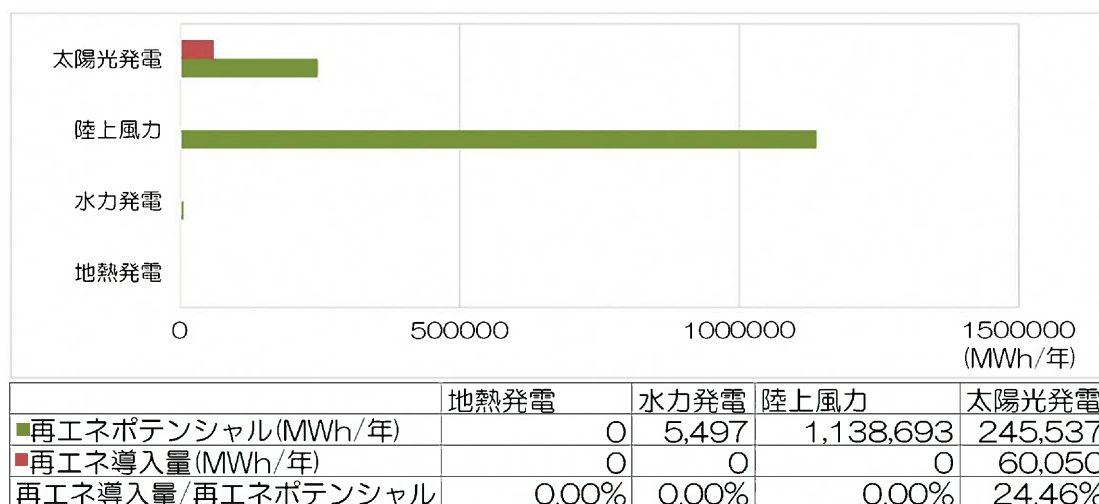 太陽光発電
陸上風力
水力発電
地熱発電
0 500000 1000000 1500000
(MWh/年)
地熱発電 水力発電 陸上風力 太陽光発電
■再エネポテンシャル(MWh/年) 0 5,497 1,138,693 245,537
■再エネ導入量(MWh/年) 0 0 0 60,050
再エネ導入量/再エネポテンシャル 0.00% 0.00% 0.00% 24.46%